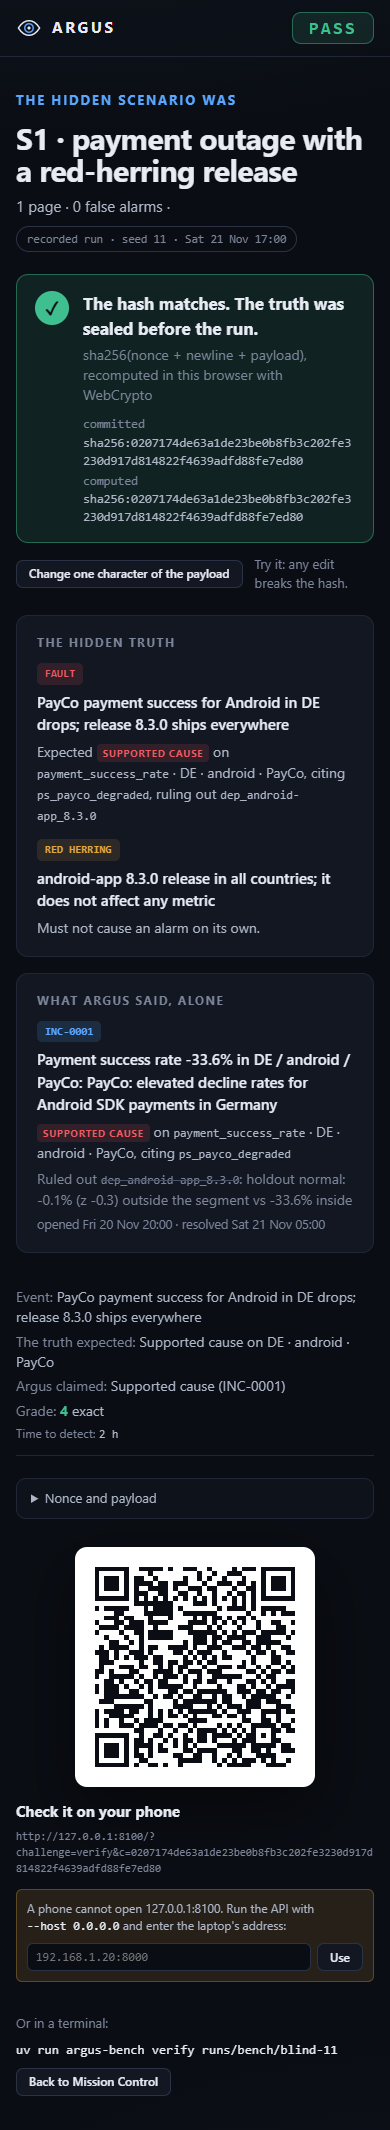 ARGUS
PASS
THE HIDDEN SCENARIO WAS
S1 · payment outage with
a red-herring release
1 page · 0 false alarms ·
recorded run · seed 11 · Sat 21 Nov 17:00
The hash matches. The truth was
sealed before the run.
sha256(nonce + newline + payload),
recomputed in this browser with
WebCrypto
committed
sha256:0207174de63a1de23be0b8fb3c202fe3
230d917d814822f4639adfd88fe7ed80
computed
sha256:0207174de63a1de23be0b8fb3c202fe3
230d917d814822f4639adfd88fe7ed80
Change one character of the payload
Try it: any edit
breaks the hash.
THE HIDDEN TRUTH
FAULT
PayCo payment success for Android in DE
drops; release 8.3.0 ships everywhere
Expected SUPPORTED CAUSE on
payment_success_rate · DE · android · PayCo, citing
ps_payco_degraded, ruling out dep_android-
app_8.3.0
RED HERRING
android-app 8.3.0 release in all countries; it
does not affect any metric
Must not cause an alarm on its own.
WHAT ARGUS SAID, ALONE
INC-0001
Payment success rate -33.6% in DE / android /
PayCo: PayCo: elevated decline rates for
Android SDK payments in Germany
SUPPORTED CAUSE on payment_success_rate · DE ·
android · PayCo, citing ps_payco_degraded
Ruled out dep_android-app_8.3.0: holdout normal:
-0.1% (z -0.3) outside the segment vs -33.6% inside
opened Fri 20 Nov 20:00 · resolved Sat 21 Nov 05:00
Event: PayCo payment success for Android in DE drops;
release 8.3.0 ships everywhere
The truth expected: Supported cause on DE · android ·
PayCo
Argus claimed: Supported cause (INC-0001)
Grade: 4 exact
Time to detect: 2 h
▶ Nonce and payload
Check it on your phone
http://127.0.0.1:8100/?
challenge=verify&c=0207174de63a1de23be0b8fb3c202fe3230d917d
814822f4639adfd88fe7ed80
A phone cannot open 127.0.0.1:8100. Run the API with
--host 0.0.0.0 and enter the laptop's address:
192.168.1.20:8000
Use
Or in a terminal:
uv run argus-bench verify runs/bench/blind-11
Back to Mission Control